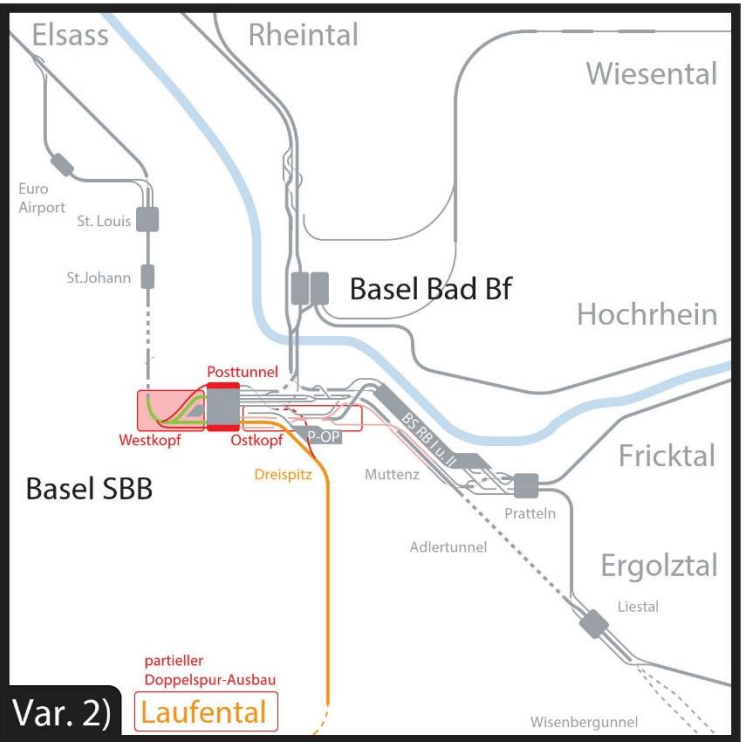 Elsass
Rheintal
Wiesental
Euro
Airport
St. Louis
St.Johann
Basel Bad Bf
Hochrhein
Posttunnel
Westkopf
Ostkopf
P-OP
BS RB I u. II
Fricktal
Dreispitz
Muttenz
Basel SBB
Pratteln
Adlertunnel
Ergolztal
Liestal
partieller
Doppelspur-Ausbau
Var. 2)
Laufental
Wisenbergunnel